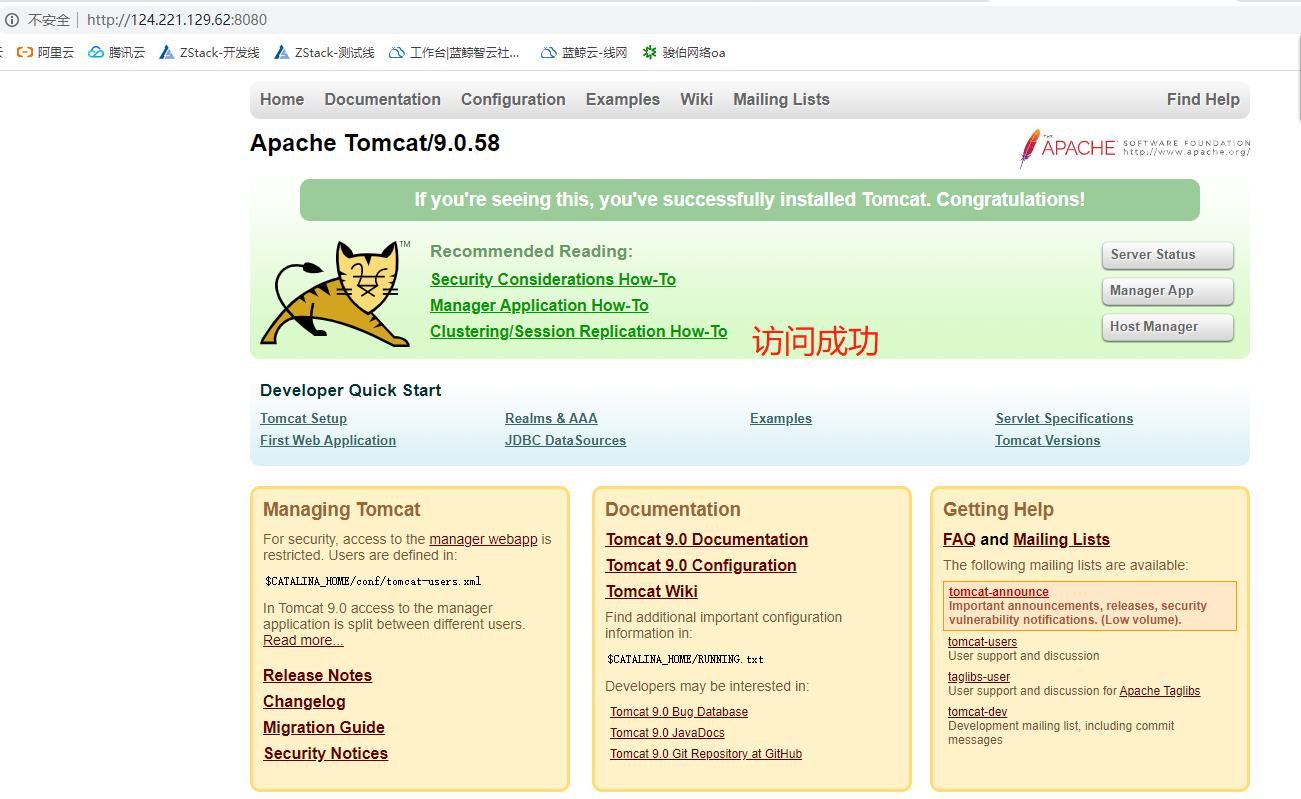 不安全 http://124.221.129.62:8080
阿里云 腾讯云 ZStack-开发线 ZStack-测试线 工作台|蓝鲸智云社... 蓝鲸云-线网 骏伯网络oa
Home Documentation Configuration Examples Wiki Mailing Lists Find Help
Apache Tomcat/9.0.58
THE APACHE SOFTWARE FOUNDATION
http://www.apache.org/
If you're seeing this, you've successfully installed Tomcat. Congratulations!
TM
Recommended Reading:
Security Considerations How-To
Manager Application How-To
Clustering/Session Replication How-To
访问成功
Server Status
Manager App
Host Manager
Developer Quick Start
Tomcat Setup
First Web Application
Realms & AAA
JDBC DataSources
Examples
Servlet Specifications
Tomcat Versions
Managing Tomcat
For security, access to the manager webapp is
restricted. Users are defined in:
$CATALINA_HOME/conf/tomcat-users.xml
In Tomcat 9.0 access to the manager
application is split between different users.
Read more...
Release Notes
Changelog
Migration Guide
Security Notices
Documentation
Tomcat 9.0 Documentation
Tomcat 9.0 Configuration
Tomcat Wiki
Find additional important configuration
information in:
$CATALINA_HOME/RUNNING.txt
Developers may be interested in:
Tomcat 9.0 Bug Database
Tomcat 9.0 JavaDocs
Tomcat 9.0 Git Repository at GitHub
Getting Help
FAQ and Mailing Lists
The following mailing lists are available:
tomcat-announce
Important announcements, releases, security
vulnerability notifications. (Low volume).
tomcat-users
User support and discussion
taglibs-user
User support and discussion for Apache Taglibs
tomcat-dev
Development mailing list, including commit
messages